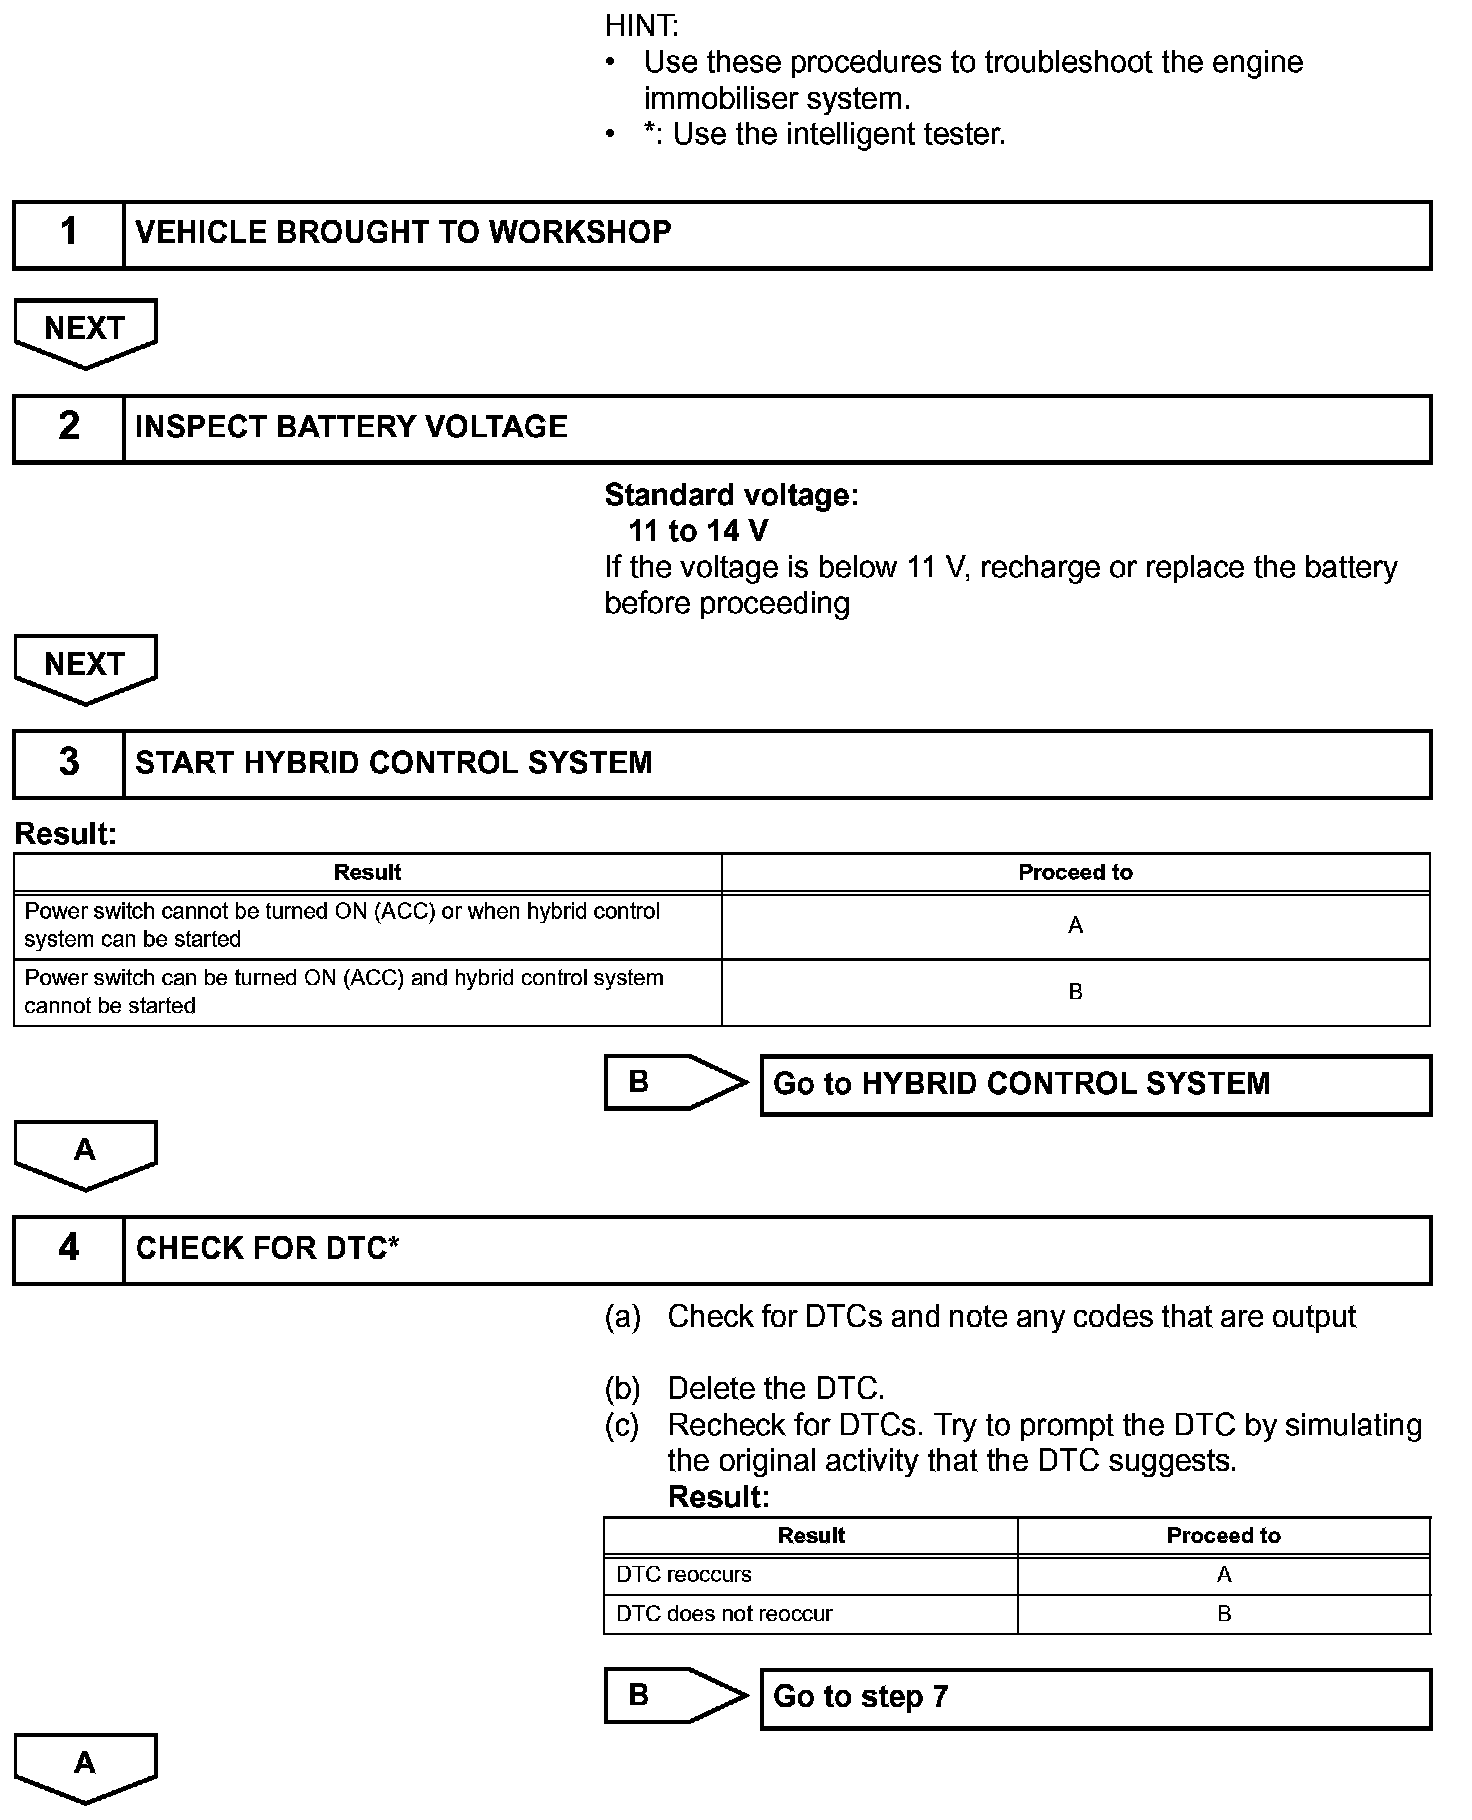 HINT:
• Use these procedures to troubleshoot the engine
immobiliser system.
• *: Use the intelligent tester.
1 VEHICLE BROUGHT TO WORKSHOP
NEXT
2 INSPECT BATTERY VOLTAGE
Standard voltage:
11 to 14 V
If the voltage is below 11 V, recharge or replace the battery
before proceeding
NEXT
3 START HYBRID CONTROL SYSTEM
Result:
Result Proceed to
Power switch cannot be turned ON (ACC) or when hybrid control
system can be started
A
Power switch can be turned ON (ACC) and hybrid control system
cannot be started
B
B Go to HYBRID CONTROL SYSTEM
A
4 CHECK FOR DTC*
(a) Check for DTCs and note any codes that are output
(b) Delete the DTC.
(c) Recheck for DTCs. Try to prompt the DTC by simulating
the original activity that the DTC suggests.
Result:
Result Proceed to
DTC reoccurs A
DTC does not reoccur B
B Go to step 7
A